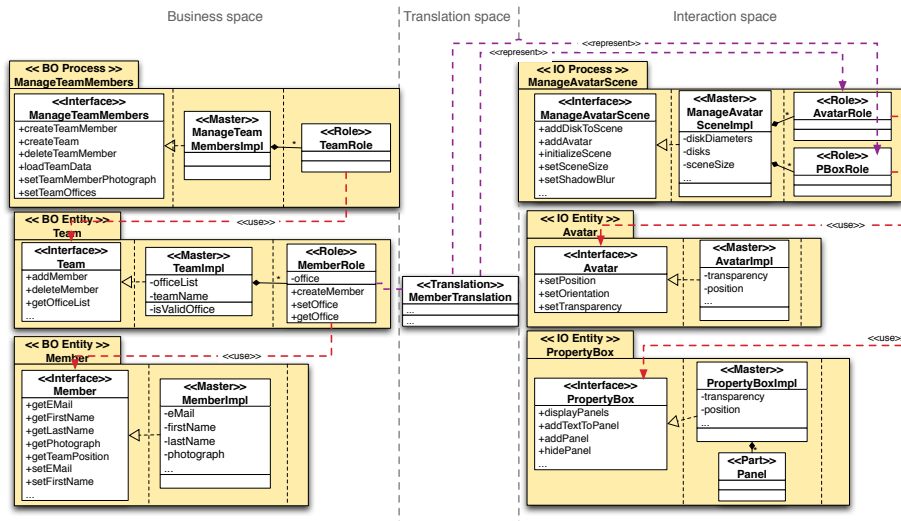 Business space
Translation space
Interaction space
<<represent>>
<<represent>>
<< BO Process >>
ManageTeamMembers
<<Interface>>
ManageTeamMembers
+createTeamMember
+createTeam
+deleteTeamMember
+loadTeamData
+setTeamMemberPhotograph
+setTeamOffices
<<Master>>
ManageTeam
MembersImpl
*
<<Role>>
TeamRole
<< IO Process >>
ManageAvatarScene
<<Interface>>
ManageAvatarScene
+addDiskToScene
+addAvatar
+initializeScene
+setSceneSize
+setShadowBlur
...
<<Master>>
ManageAvatar
SceneImpl
-diskDiameters
-disks
-sceneSize
...
*
*
<<Role>>
AvatarRole
<<Role>>
PBoxRole
<<use>>
<< BO Entity >>
Team
<<Interface>>
Team
+addMember
+deleteMember
+getOfficeList
...
<<Master>>
TeamImpl
-officeList
-teamName
-isValidOffice
*
<<Role>>
MemberRole
-office
+createMember
+setOffice
+getOffice
<<Translation>>
MemberTranslation
...
...
<<use>>
<< IO Entity >>
Avatar
<<Interface>>
Avatar
+setPosition
+setOrientation
+setTransparency
<<Master>>
AvatarImpl
-transparency
-position
...
<<use>>
<< BO Entity >>
Member
<<Interface>>
Member
+getEMail
+getFirstName
+getLastName
+getPhotograph
+getTeamPosition
+setEMail
+setFirstName
...
<<Master>>
MemberImpl
-eMail
-firstName
-lastName
-photograph
...
<<use>>
<< IO Entity >>
PropertyBox
<<Interface>>
PropertyBox
+displayPanels
+addTextToPanel
+addPanel
+hidePanel
...
<<Master>>
PropertyBoxImpl
-transparency
-position
...
*
<<Part>>
Panel